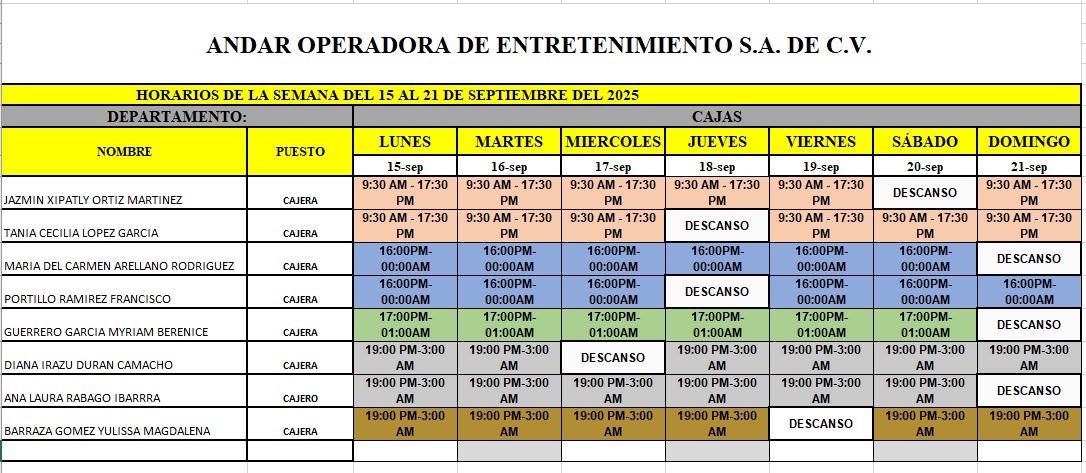 ANDAR OPERADORA DE ENTRETENIMIENTO S.A. DE C.V.
HORARIOS DE LA SEMANA DEL 15 AL 21 DE SEPTIEMBRE DEL 2025
DEPARTAMENTO: CAJAS
NOMBRE PUESTO LUNES MARTES MIERCOLES JUEVES VIERNES SÁBADO DOMINGO
15-sep 16-sep 17-sep 18-sep 19-sep 20-sep 21-sep
JAZMIN XIPATLY ORTIZ MARTINEZ CAJERA 9:30 AM - 17:30 PM 9:30 AM - 17:30 PM 9:30 AM - 17:30 PM 9:30 AM - 17:30 PM 9:30 AM - 17:30 PM DESCANSO 9:30 AM - 17:30 PM
TANIA CECILIA LOPEZ GARCIA CAJERA 9:30 AM - 17:30 PM 9:30 AM - 17:30 PM 9:30 AM - 17:30 PM DESCANSO 9:30 AM - 17:30 PM 9:30 AM - 17:30 PM 9:30 AM - 17:30 PM
MARIA DEL CARMEN ARELLANO RODRIGUEZ CAJERA 16:00PM-00:00AM 16:00PM-00:00AM 16:00PM-00:00AM 16:00PM-00:00AM 16:00PM-00:00AM 16:00PM-00:00AM DESCANSO
PORTILLO RAMIREZ FRANCISCO CAJERA 16:00PM-00:00AM 16:00PM-00:00AM 16:00PM-00:00AM DESCANSO 16:00PM-00:00AM 16:00PM-00:00AM 16:00PM-00:00AM
GUERRERO GARCIA MYRIAM BERENICE CAJERA 17:00PM-01:00AM 17:00PM-01:00AM 17:00PM-01:00AM 17:00PM-01:00AM 17:00PM-01:00AM 17:00PM-01:00AM DESCANSO
DIANA IRAZU DURAN CAMACHO CAJERA 19:00 PM-3:00 AM 19:00 PM-3:00 AM DESCANSO 19:00 PM-3:00 AM 19:00 PM-3:00 AM 19:00 PM-3:00 AM 19:00 PM-3:00 AM
ANA LAURA RABAGO IBARRRA CAJERO 19:00 PM-3:00 AM 19:00 PM-3:00 AM 19:00 PM-3:00 AM 19:00 PM-3:00 AM 19:00 PM-3:00 AM 19:00 PM-3:00 AM DESCANSO
BARRAZA GOMEZ YULISSA MAGDALENA CAJERA 19:00 PM-3:00 AM 19:00 PM-3:00 AM 19:00 PM-3:00 AM 19:00 PM-3:00 AM DESCANSO 19:00 PM-3:00 AM 19:00 PM-3:00 AM